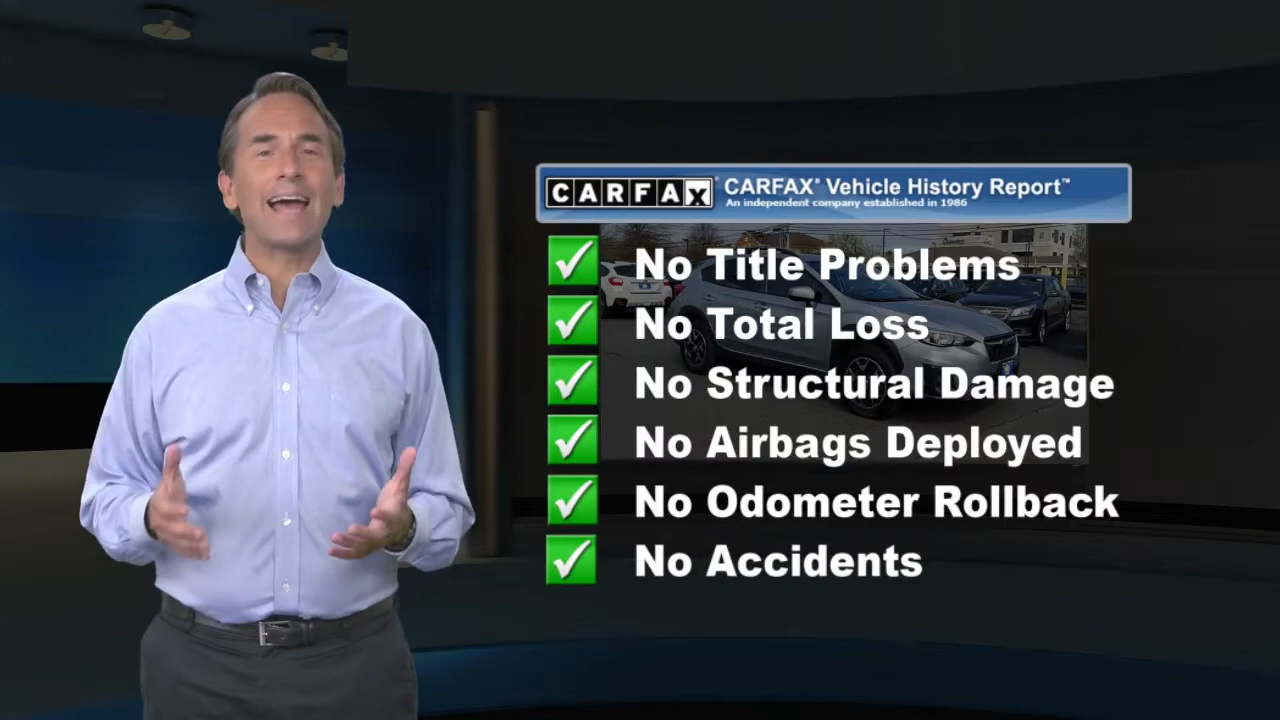 CARFAX® CARFAX® Vehicle History Report™
An independent company established in 1986
No Title Problems
No Total Loss
No Structural Damage
No Airbags Deployed
No Odometer Rollback
No Accidents